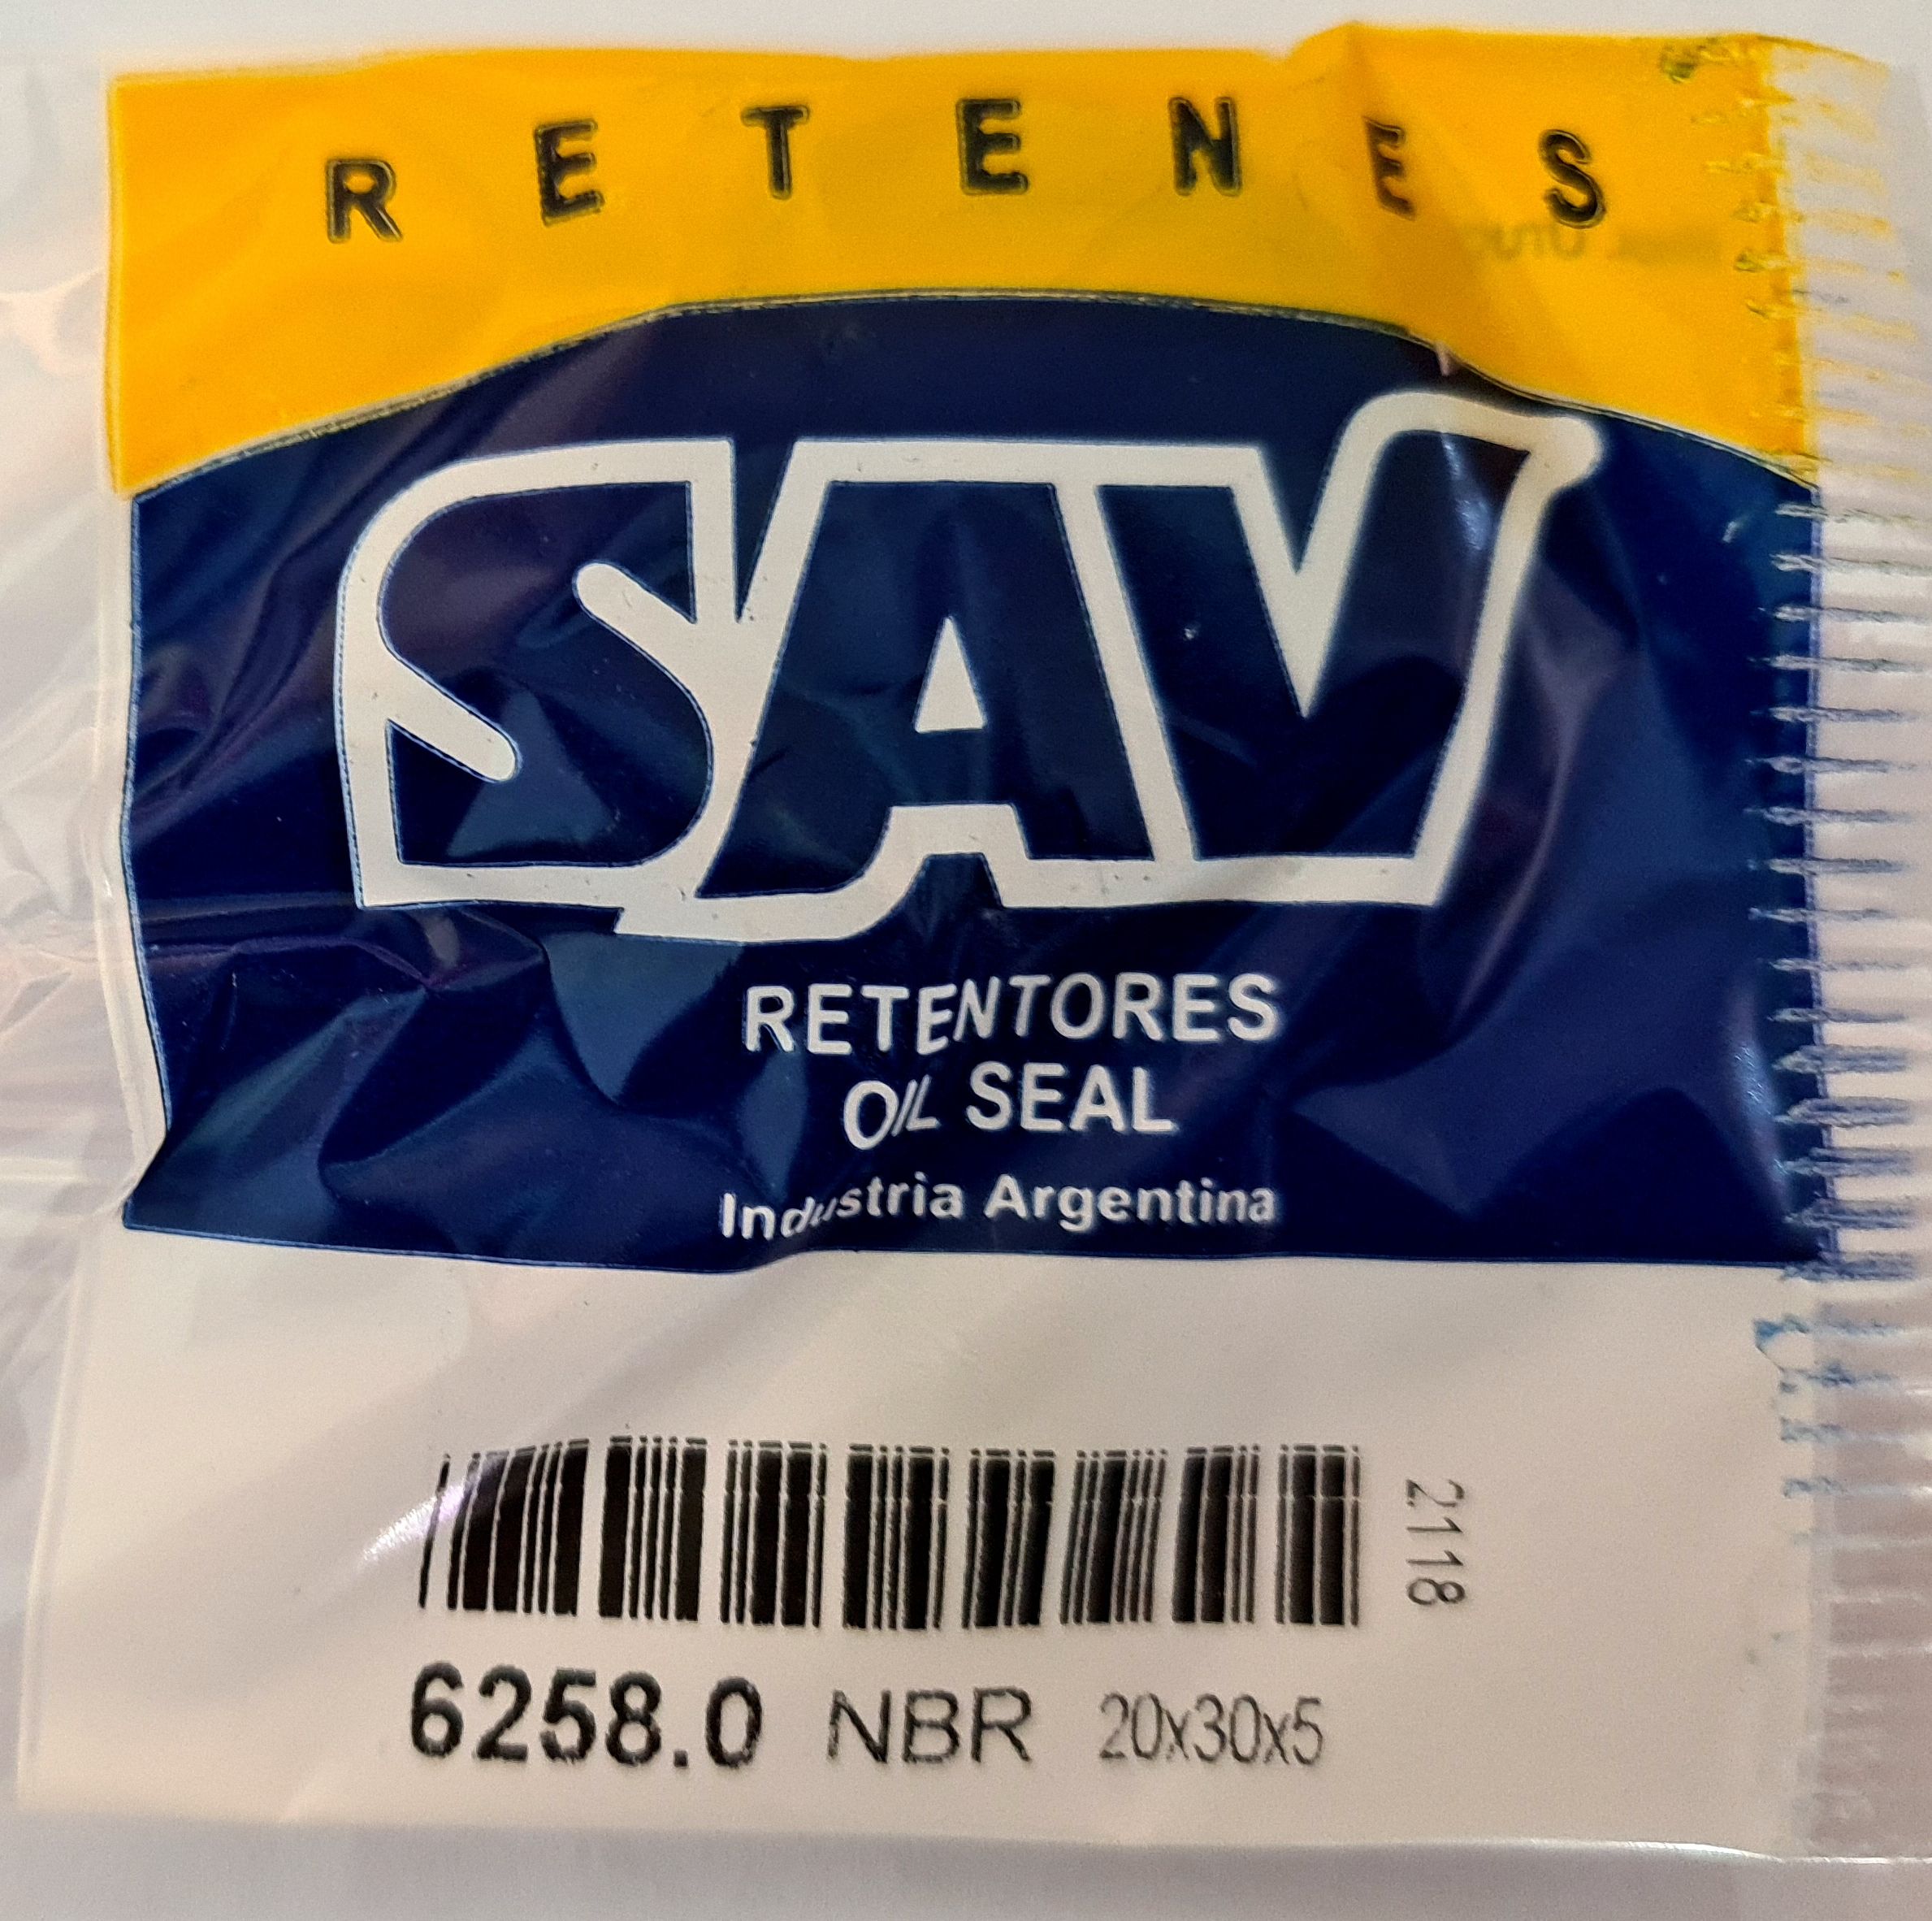 RETENES
SAV
RETENTORES
OIL SEAL
Industria Argentina
2118
6258.0 NBR 20x30x5